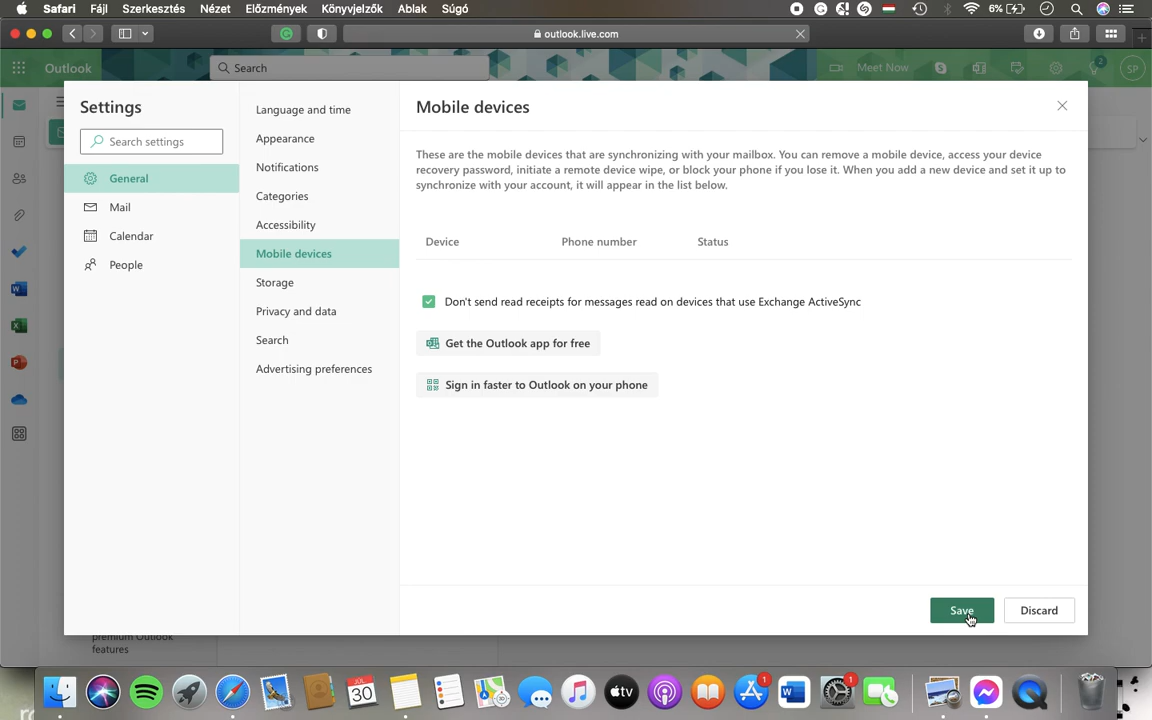 Safari Fájl Szerkesztés Nézet Előzmények Könyvjelzők Ablak Súgó 6%
outlook.live.com
Outlook Search Meet Now 2 SP
Settings
Search settings
General
Mail
Calendar
People
Language and time
Appearance
Notifications
Categories
Accessibility
Mobile devices
Storage
Privacy and data
Search
Advertising preferences
Mobile devices
These are the mobile devices that are synchronizing with your mailbox. You can remove a mobile device, access your device
recovery password, initiate a remote device wipe, or block your phone if you lose it. When you add a new device and set it up to
synchronize with your account, it will appear in the list below.
Device Phone number Status
Don't send read receipts for messages read on devices that use Exchange ActiveSync
Get the Outlook app for free
Sign in faster to Outlook on your phone
Save Discard
premium Outlook
features
JUL
30
tv
1
1